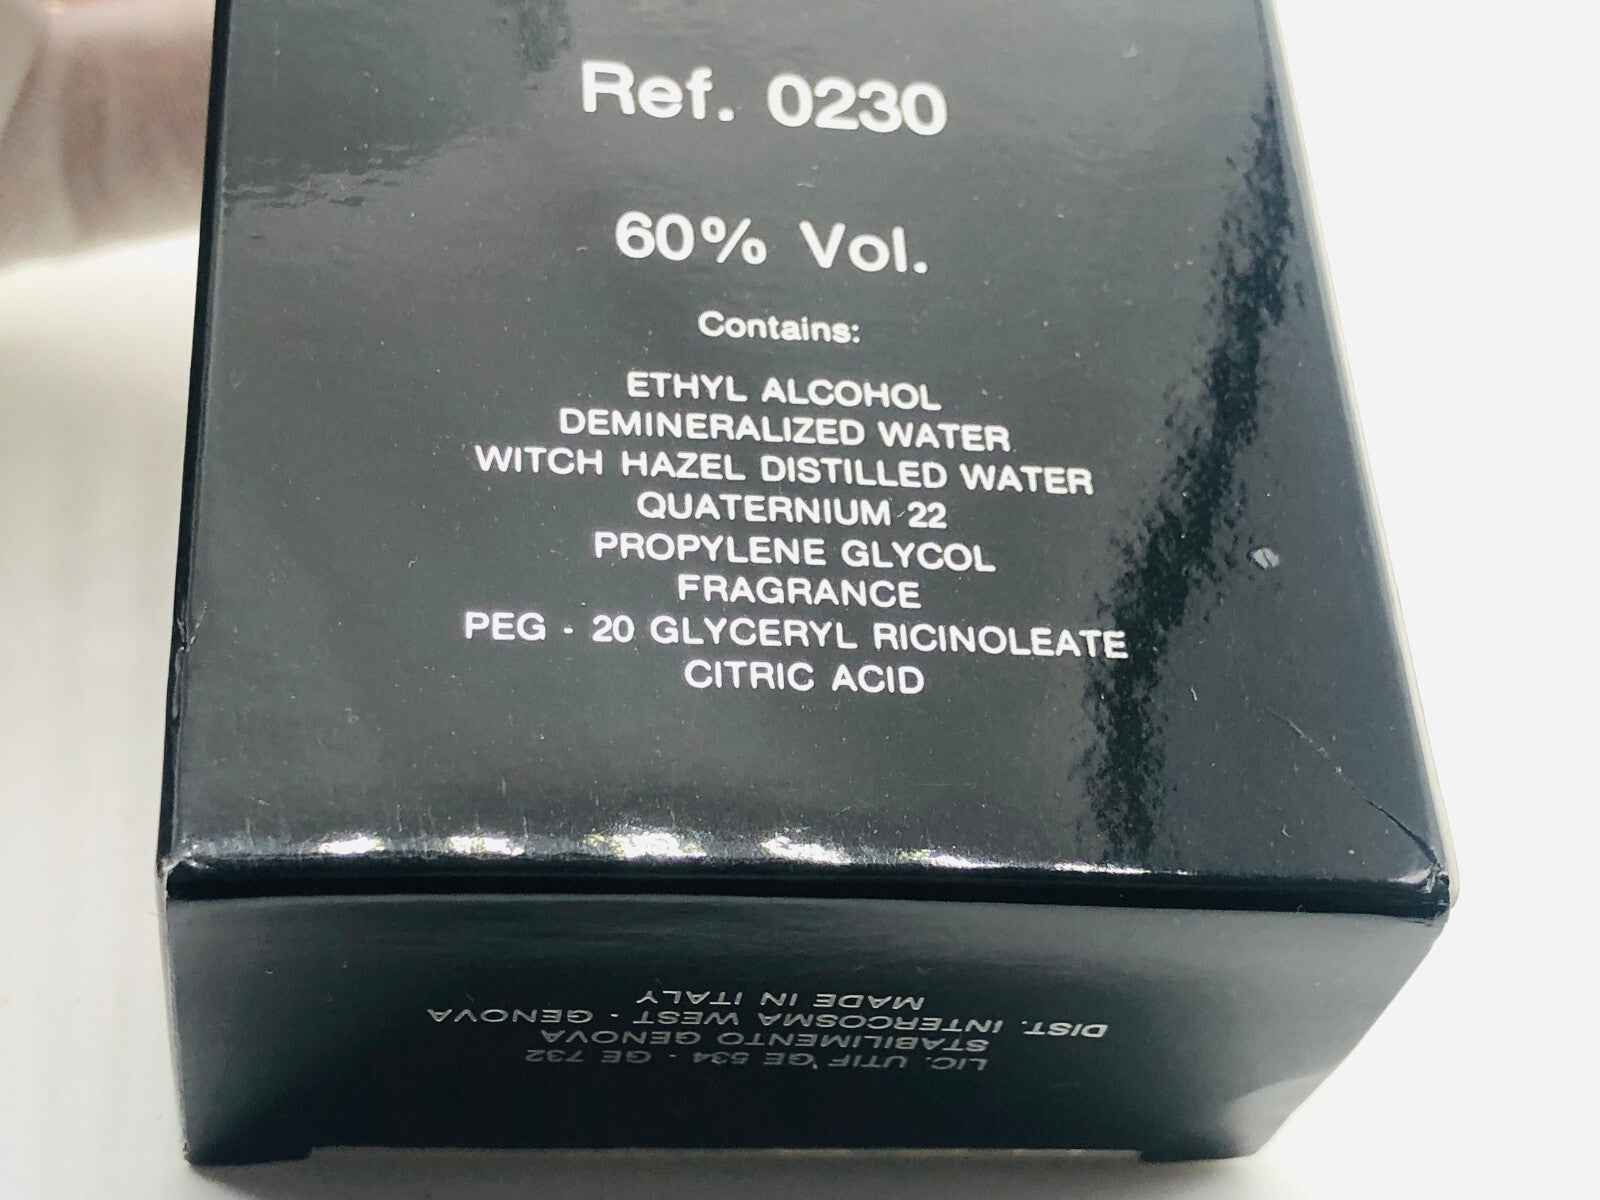 Ref. 0230
60% Vol.
Contains:
ETHYL ALCOHOL
DEMINERALIZED WATER
WITCH HAZEL DISTILLED WATER
QUATERNIUM 22
PROPYLENE GLYCOL
FRAGRANCE
PEG - 20 GLYCERYL RICINOLEATE
CITRIC ACID
LIC. UTIF GE 534 - GE 732
STABILIMENTO GENOVA
DIST. INTERCOSMA WEST - GENOVA
MADE IN ITALY